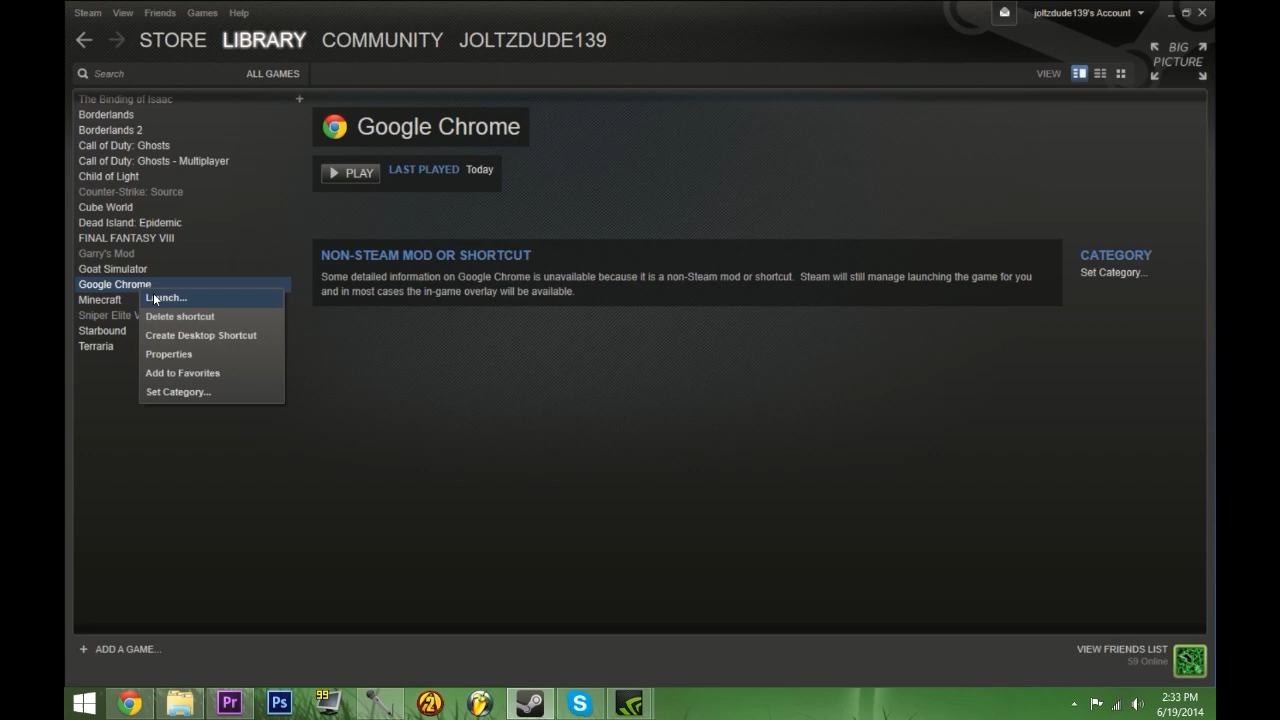 Steam View Friends Games Help
joltzdude139's Account
STORE LIBRARY COMMUNITY JOLTZDUDE139
BIG PICTURE
Search ALL GAMES
VIEW
The Binding of Isaac +
Borderlands
Borderlands 2
Call of Duty: Ghosts
Call of Duty: Ghosts - Multiplayer
Child of Light
Counter-Strike: Source
Cube World
Dead Island: Epidemic
FINAL FANTASY VIII
Garry's Mod
Goat Simulator
Google Chrome
Minecraft
Sniper Elite V
Starbound
Terraria
Launch...
Delete shortcut
Create Desktop Shortcut
Properties
Add to Favorites
Set Category...
Google Chrome
PLAY LAST PLAYED Today
NON-STEAM MOD OR SHORTCUT
Some detailed information on Google Chrome is unavailable because it is a non-Steam mod or shortcut. Steam will still manage launching the game for you
and in most cases the in-game overlay will be available.
CATEGORY
Set Category...
+ ADD A GAME...
VIEW FRIENDS LIST
59 Online
Pr Ps 99
2:33 PM
6/19/2014